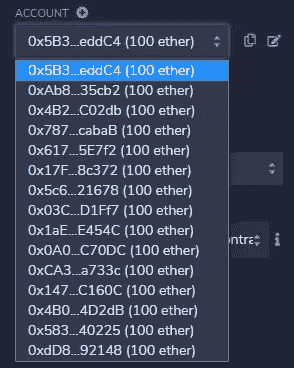 ACCOUNT
0x5B3...eddC4 (100 ether)
0x5B3...eddC4 (100 ether)
0xAb8...35cb2 (100 ether)
0x4B2...C02db (100 ether)
0x787...cabaB (100 ether)
0x617...5E7f2 (100 ether)
0x17F...8c372 (100 ether)
0x5c6...21678 (100 ether)
0x03C...D1Ff7 (100 ether)
0x1aE...E454C (100 ether)
0x0A0...C70DC (100 ether)
0xCA3...a733c (100 ether)
0x147...C160C (100 ether)
0x4B0...4D2dB (100 ether)
0x583...40225 (100 ether)
0xdD8...92148 (100 ether)